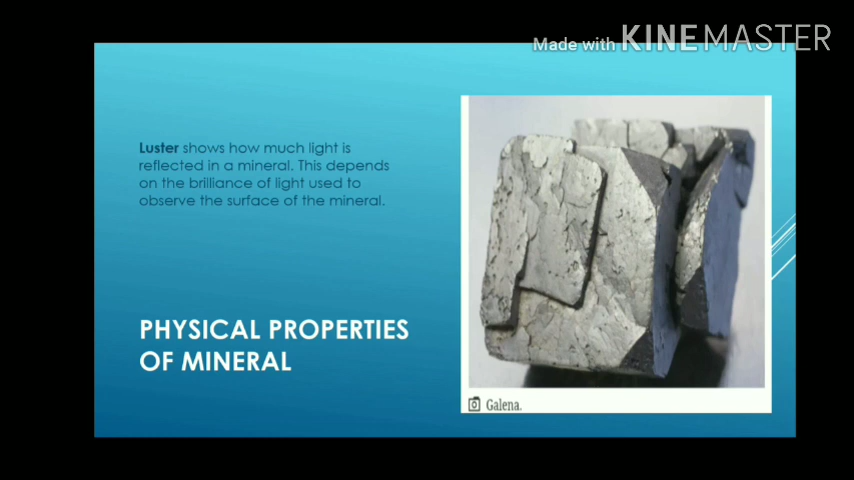 Made with KINEMASTER
Luster shows how much light is
reflected in a mineral. This depends
on the brilliance of light used to
observe the surface of the mineral.
PHYSICAL PROPERTIES
OF MINERAL
Galena.